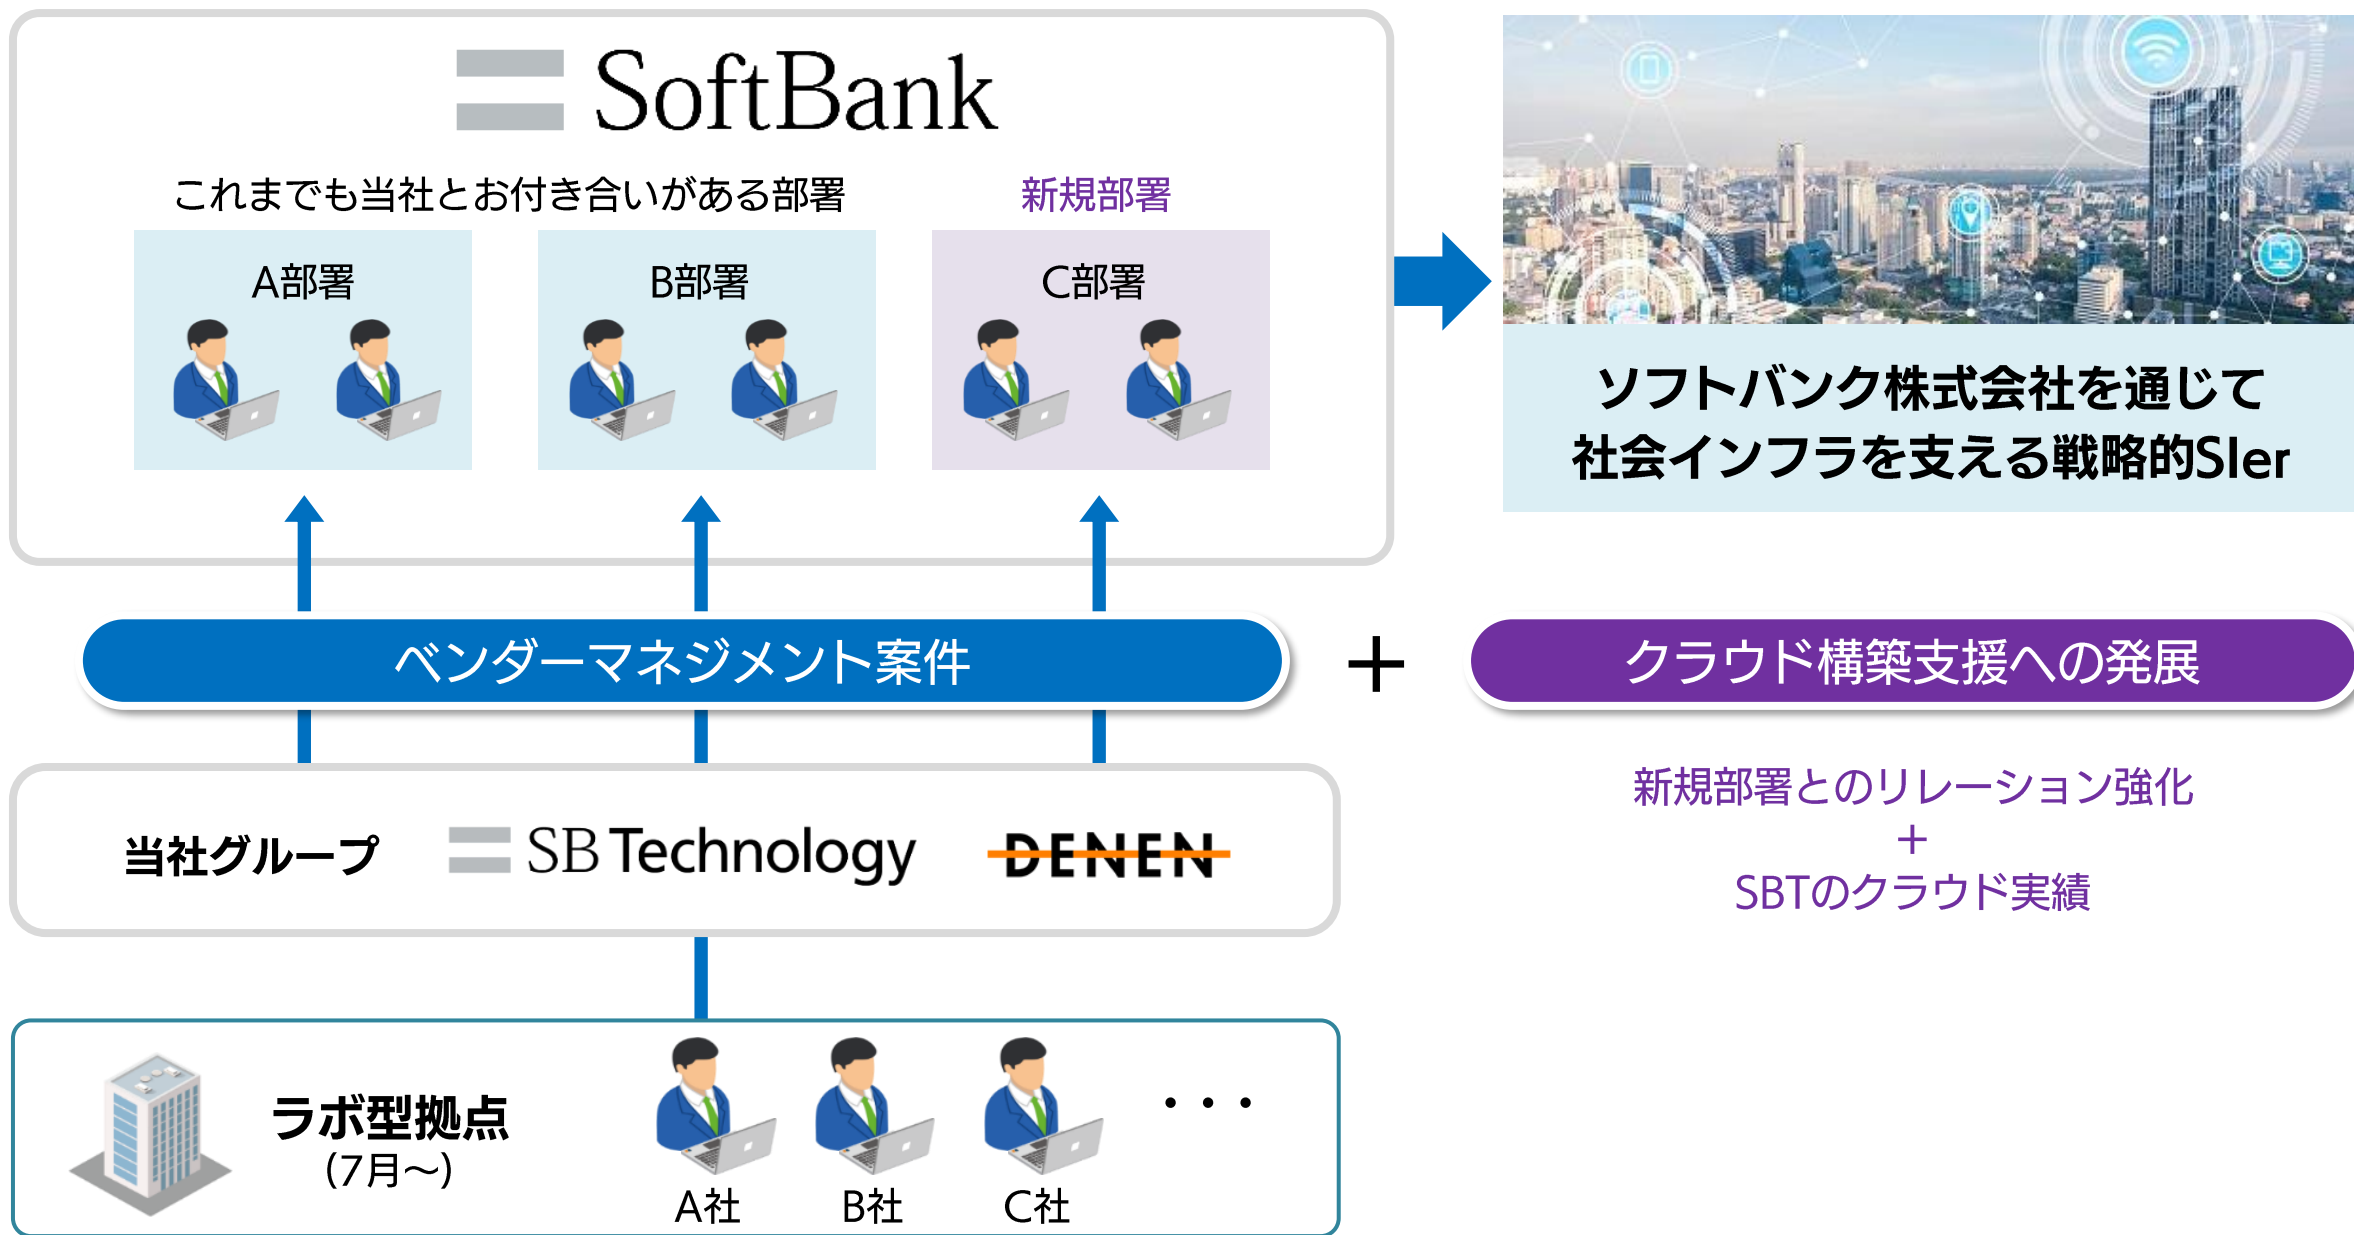 SoftBank
これまでも当社とお付き合いがある部署
新規部署
A部署
B部署
C部署
ソフトバンク株式会社を通じて
社会インフラを支える戦略的SIer
ベンダーマネジメント案件
+
クラウド構築支援への発展
当社グループ
SB Technology
DENEN
新規部署とのリレーション強化
+
SBTのクラウド実績
ラボ型拠点
(7月～)
A社
B社
C社
・・・